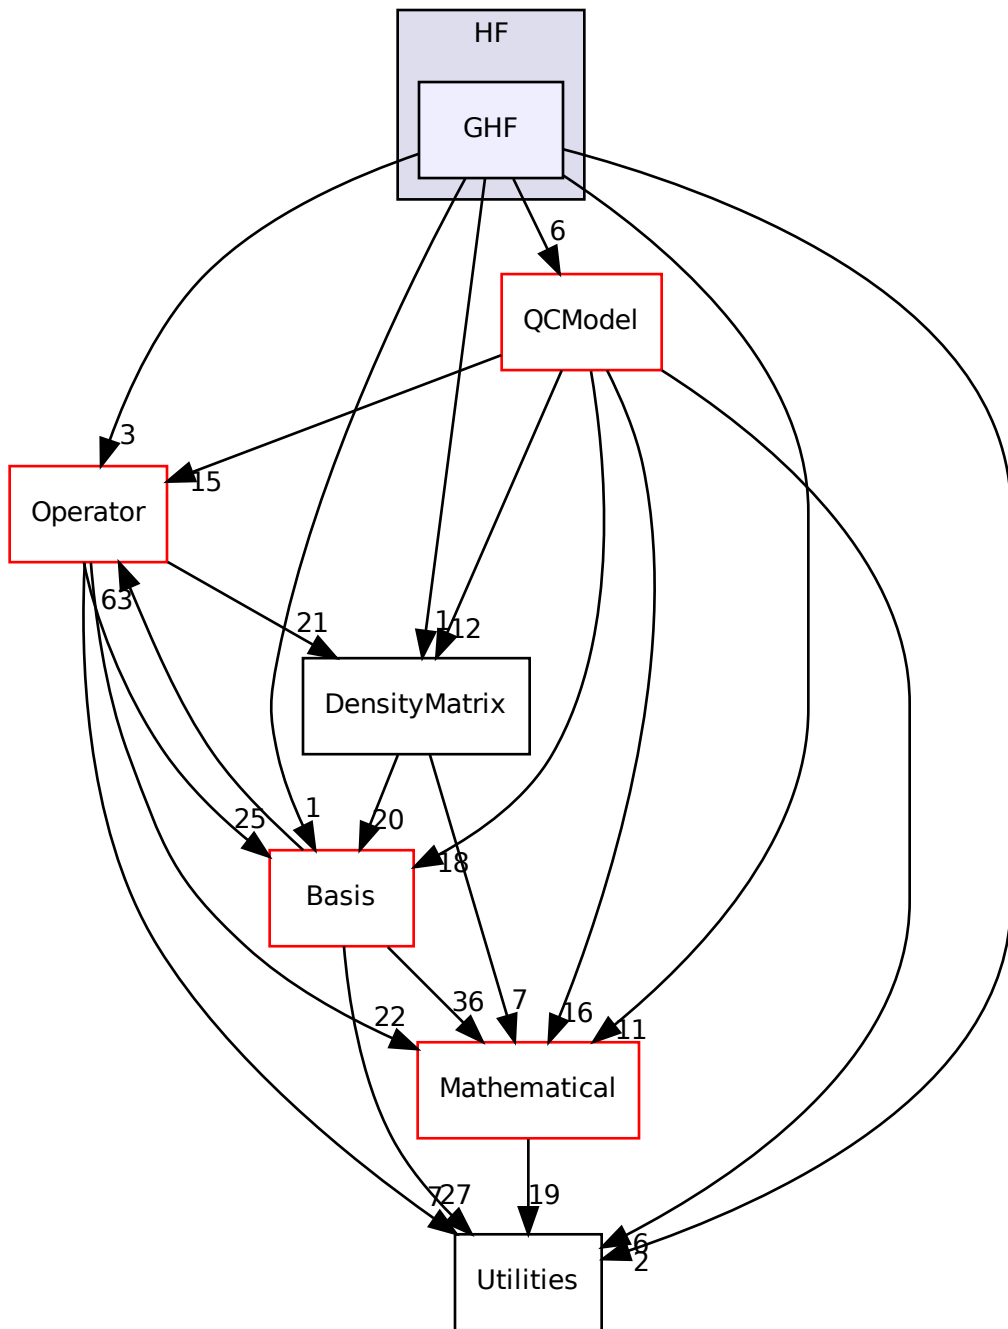 HF
GHF
6
QCModel
3
15
Operator
63
21
1
12
DensityMatrix
25
1
20
18
Basis
22
36
7
16
11
Mathematical
7
27
19
6
2
Utilities